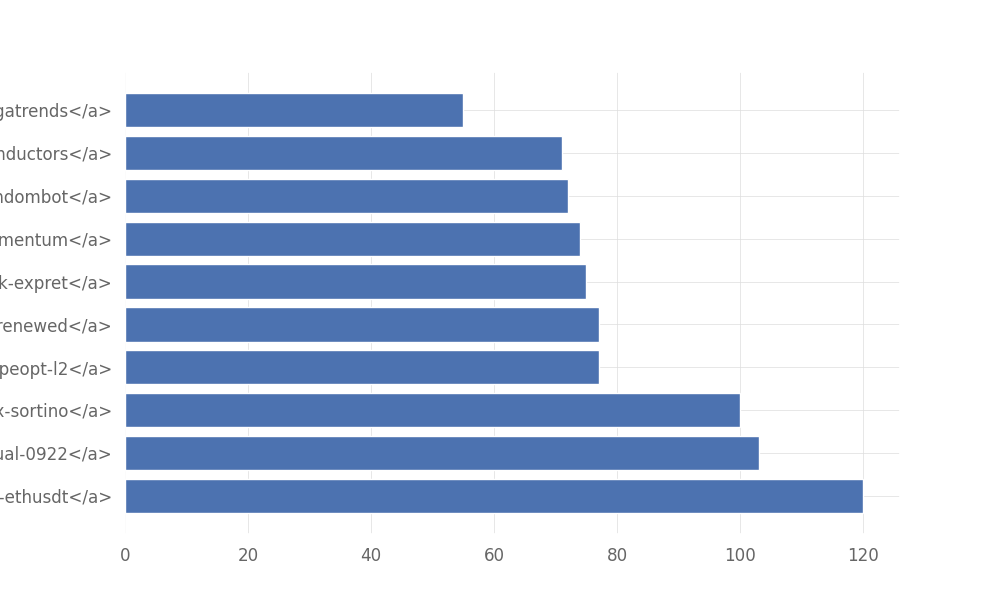 gatrends</a>
nductors</a>
ndombot</a>
mentum</a>
k-expret</a>
renewed</a>
peopt-l2</a>
x-sortino</a>
ual-0922</a>
-ethusdt</a>
0 20 40 60 80 100 120